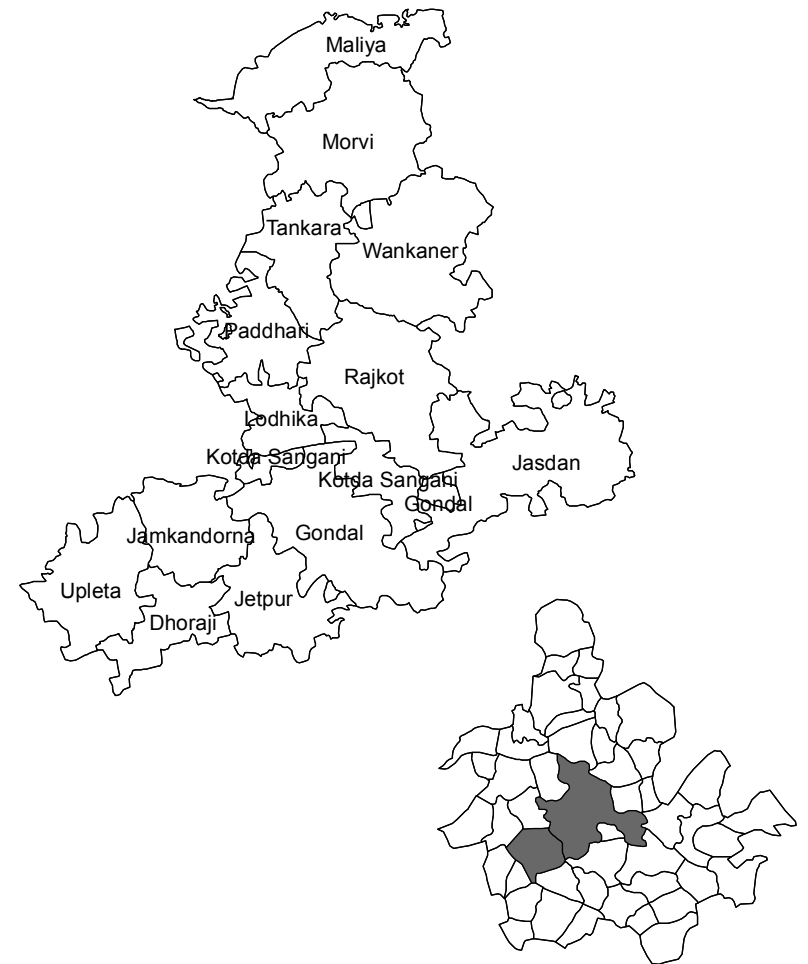 Maliya
Morvi
Tankara
Wankaner
Paddhari
Rajkot
Lodhika
Kotda Sangani
Jasdan
Kotda Sangani
Gondal
Gondal
Jamkandorna
Upleta
Jetpur
Dhoraji